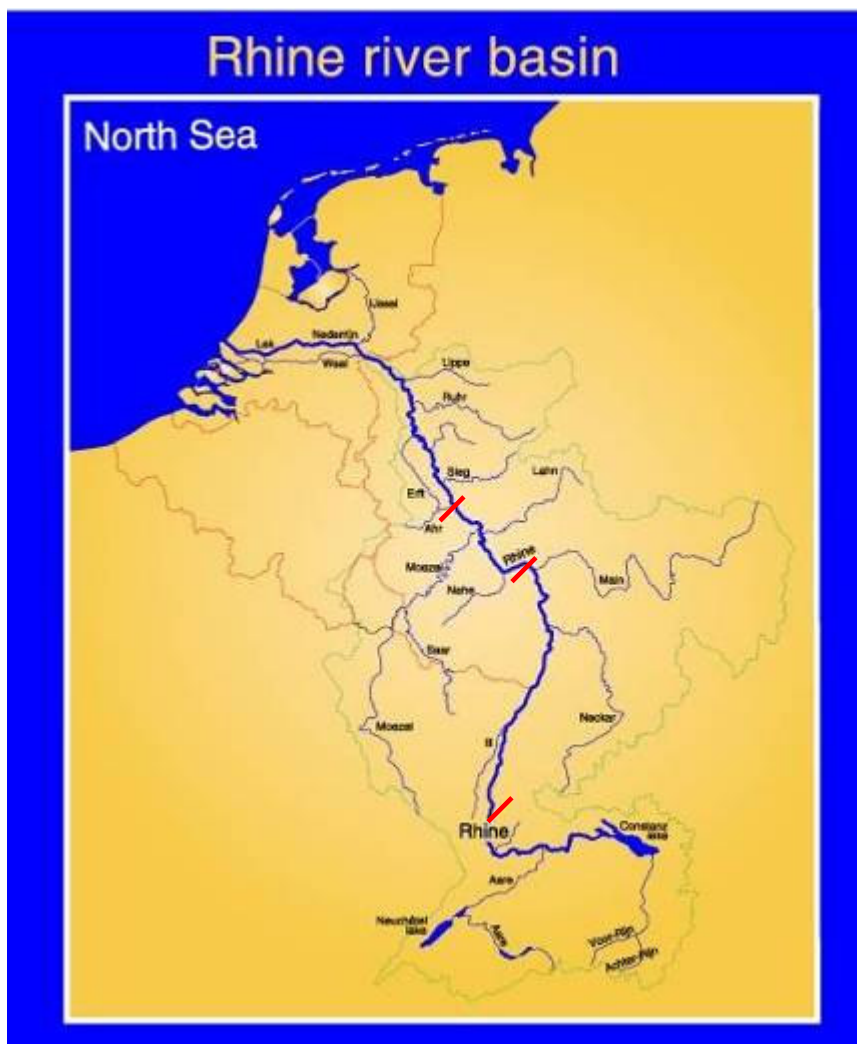 Rhine river basin
North Sea
IJssel
Lek
Nederrijn
Waal
Lippe
Ruhr
Sieg
Lahn
Erft
Ahr
Rhine
Moezel
Main
Nahe
Saar
Moezel
Neckar
Ill
Rhine
Constanz
lake
Aare
Neuchâtel
lake
Aare
Voor-Rijn
Achter-Rijn